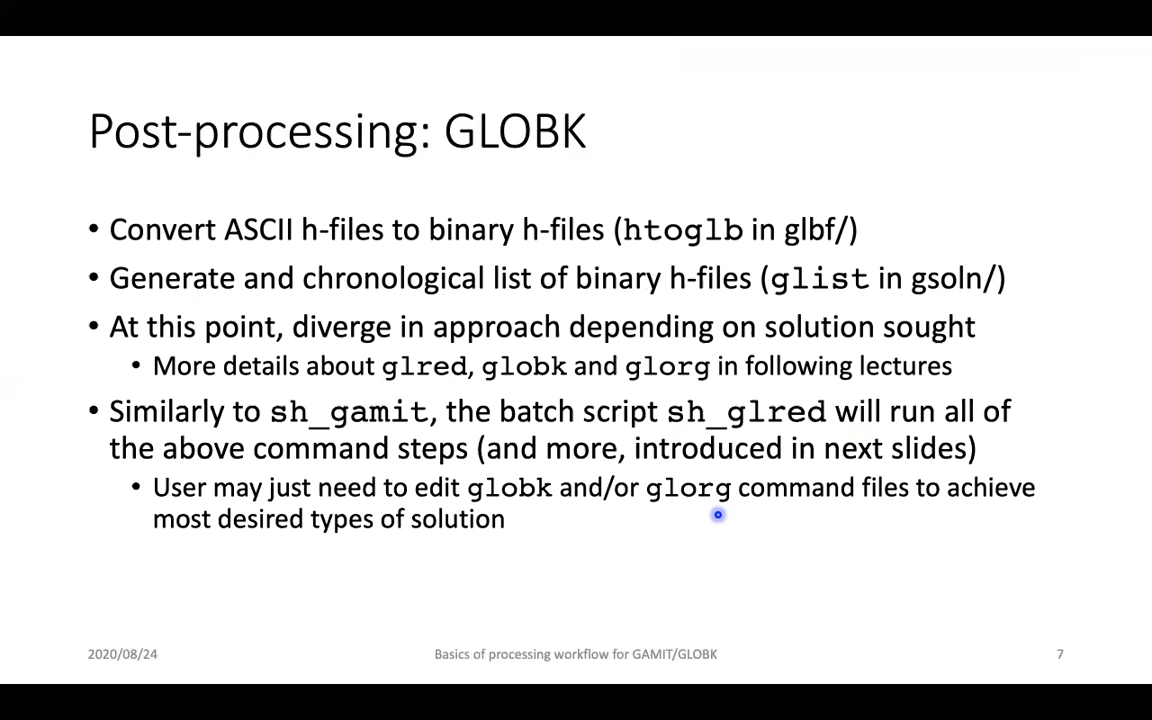 Post-processing: GLOBK
• Convert ASCII h-files to binary h-files (htoglb in glbf/)
• Generate and chronological list of binary h-files (glist in gsoln/)
• At this point, diverge in approach depending on solution sought
• More details about glred, globk and glorg in following lectures
• Similarly to sh_gamit, the batch script sh_glred will run all of
the above command steps (and more, introduced in next slides)
• User may just need to edit globk and/or glorg command files to achieve
most desired types of solution
2020/08/24
Basics of processing workflow for GAMIT/GLOBK
7